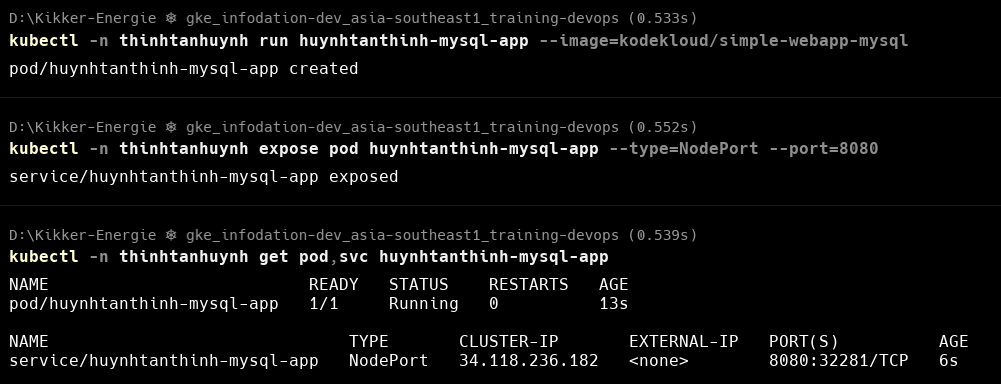 D:\Kikker-Energie ☸ gke_infodation-dev_asia-southeast1_training-devops (0.533s)
kubectl -n thinhtanhuynh run huynhtanthinh-mysql-app --image=kodekloud/simple-webapp-mysql
pod/huynhtanthinh-mysql-app created
D:\Kikker-Energie ☸ gke_infodation-dev_asia-southeast1_training-devops (0.552s)
kubectl -n thinhtanhuynh expose pod huynhtanthinh-mysql-app --type=NodePort --port=8080
service/huynhtanthinh-mysql-app exposed
D:\Kikker-Energie ☸ gke_infodation-dev_asia-southeast1_training-devops (0.539s)
kubectl -n thinhtanhuynh get pod,svc huynhtanthinh-mysql-app
NAME                          READY   STATUS    RESTARTS   AGE
pod/huynhtanthinh-mysql-app   1/1     Running   0          13s
NAME                              TYPE       CLUSTER-IP       EXTERNAL-IP   PORT(S)          AGE
service/huynhtanthinh-mysql-app   NodePort   34.118.236.182   <none>        8080:32281/TCP   6s